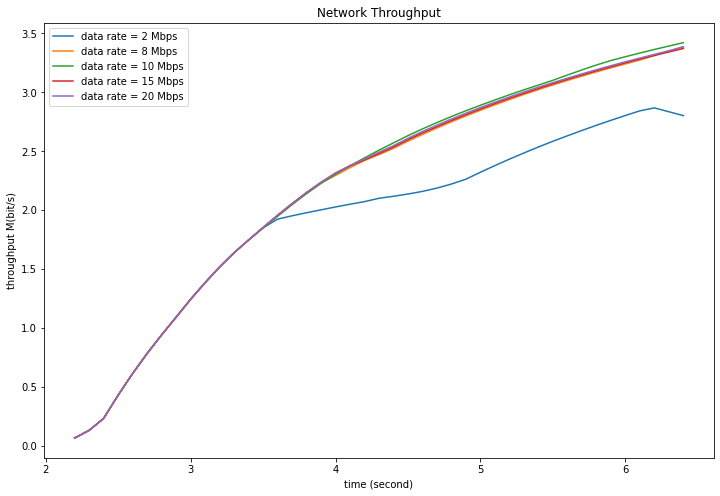 Network Throughput
data rate = 2 Mbps
data rate = 8 Mbps
data rate = 10 Mbps
data rate = 15 Mbps
data rate = 20 Mbps
throughput M(bit/s)
3.5
3.0
2.5
2.0
1.5
1.0
0.5
0.0
2 3 4 5 6
time (second)